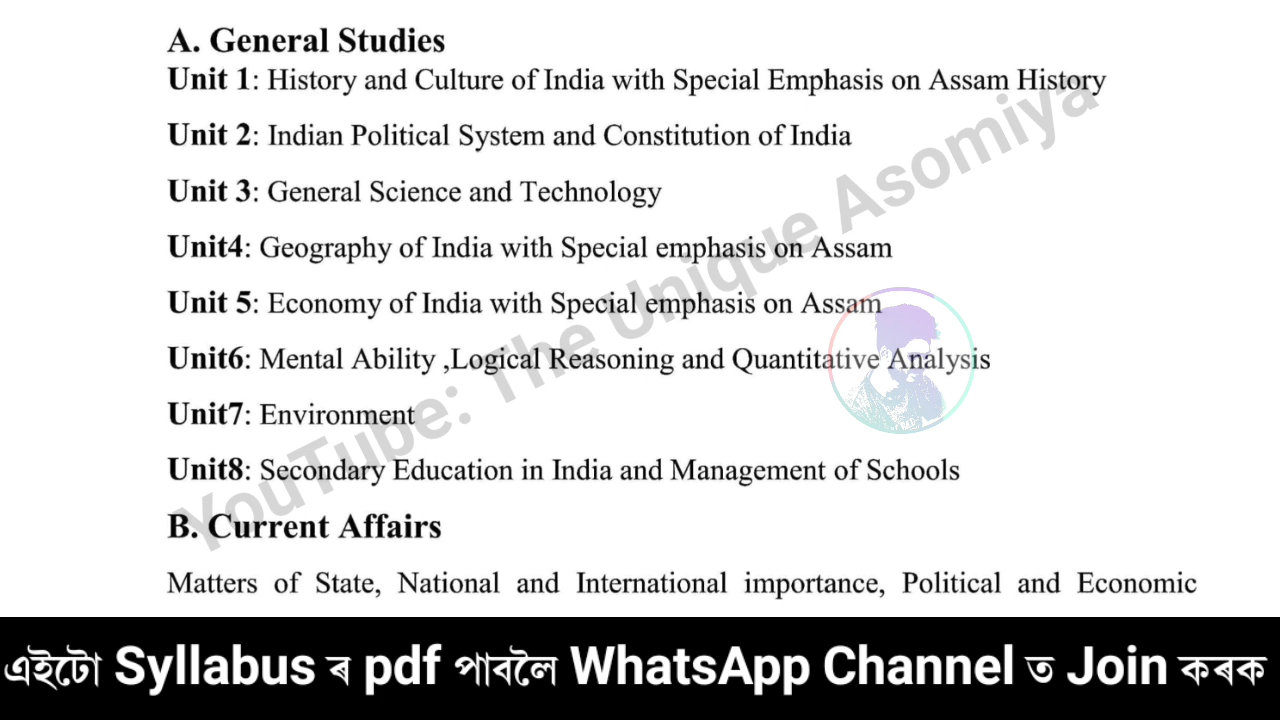 A. General Studies
Unit 1: History and Culture of India with Special Emphasis on Assam History
Unit 2: Indian Political System and Constitution of India
Unit 3: General Science and Technology
Unit4: Geography of India with Special emphasis on Assam
Unit 5: Economy of India with Special emphasis on Assam
Unit6: Mental Ability ,Logical Reasoning and Quantitative Analysis
Unit7: Environment
Unit8: Secondary Education in India and Management of Schools
B. Current Affairs
Matters of State, National and International importance, Political and Economic
YouTube: The Unique Asomiya
এইটো Syllabus ৰ pdf পাবলৈ WhatsApp Channel ত Join কৰক